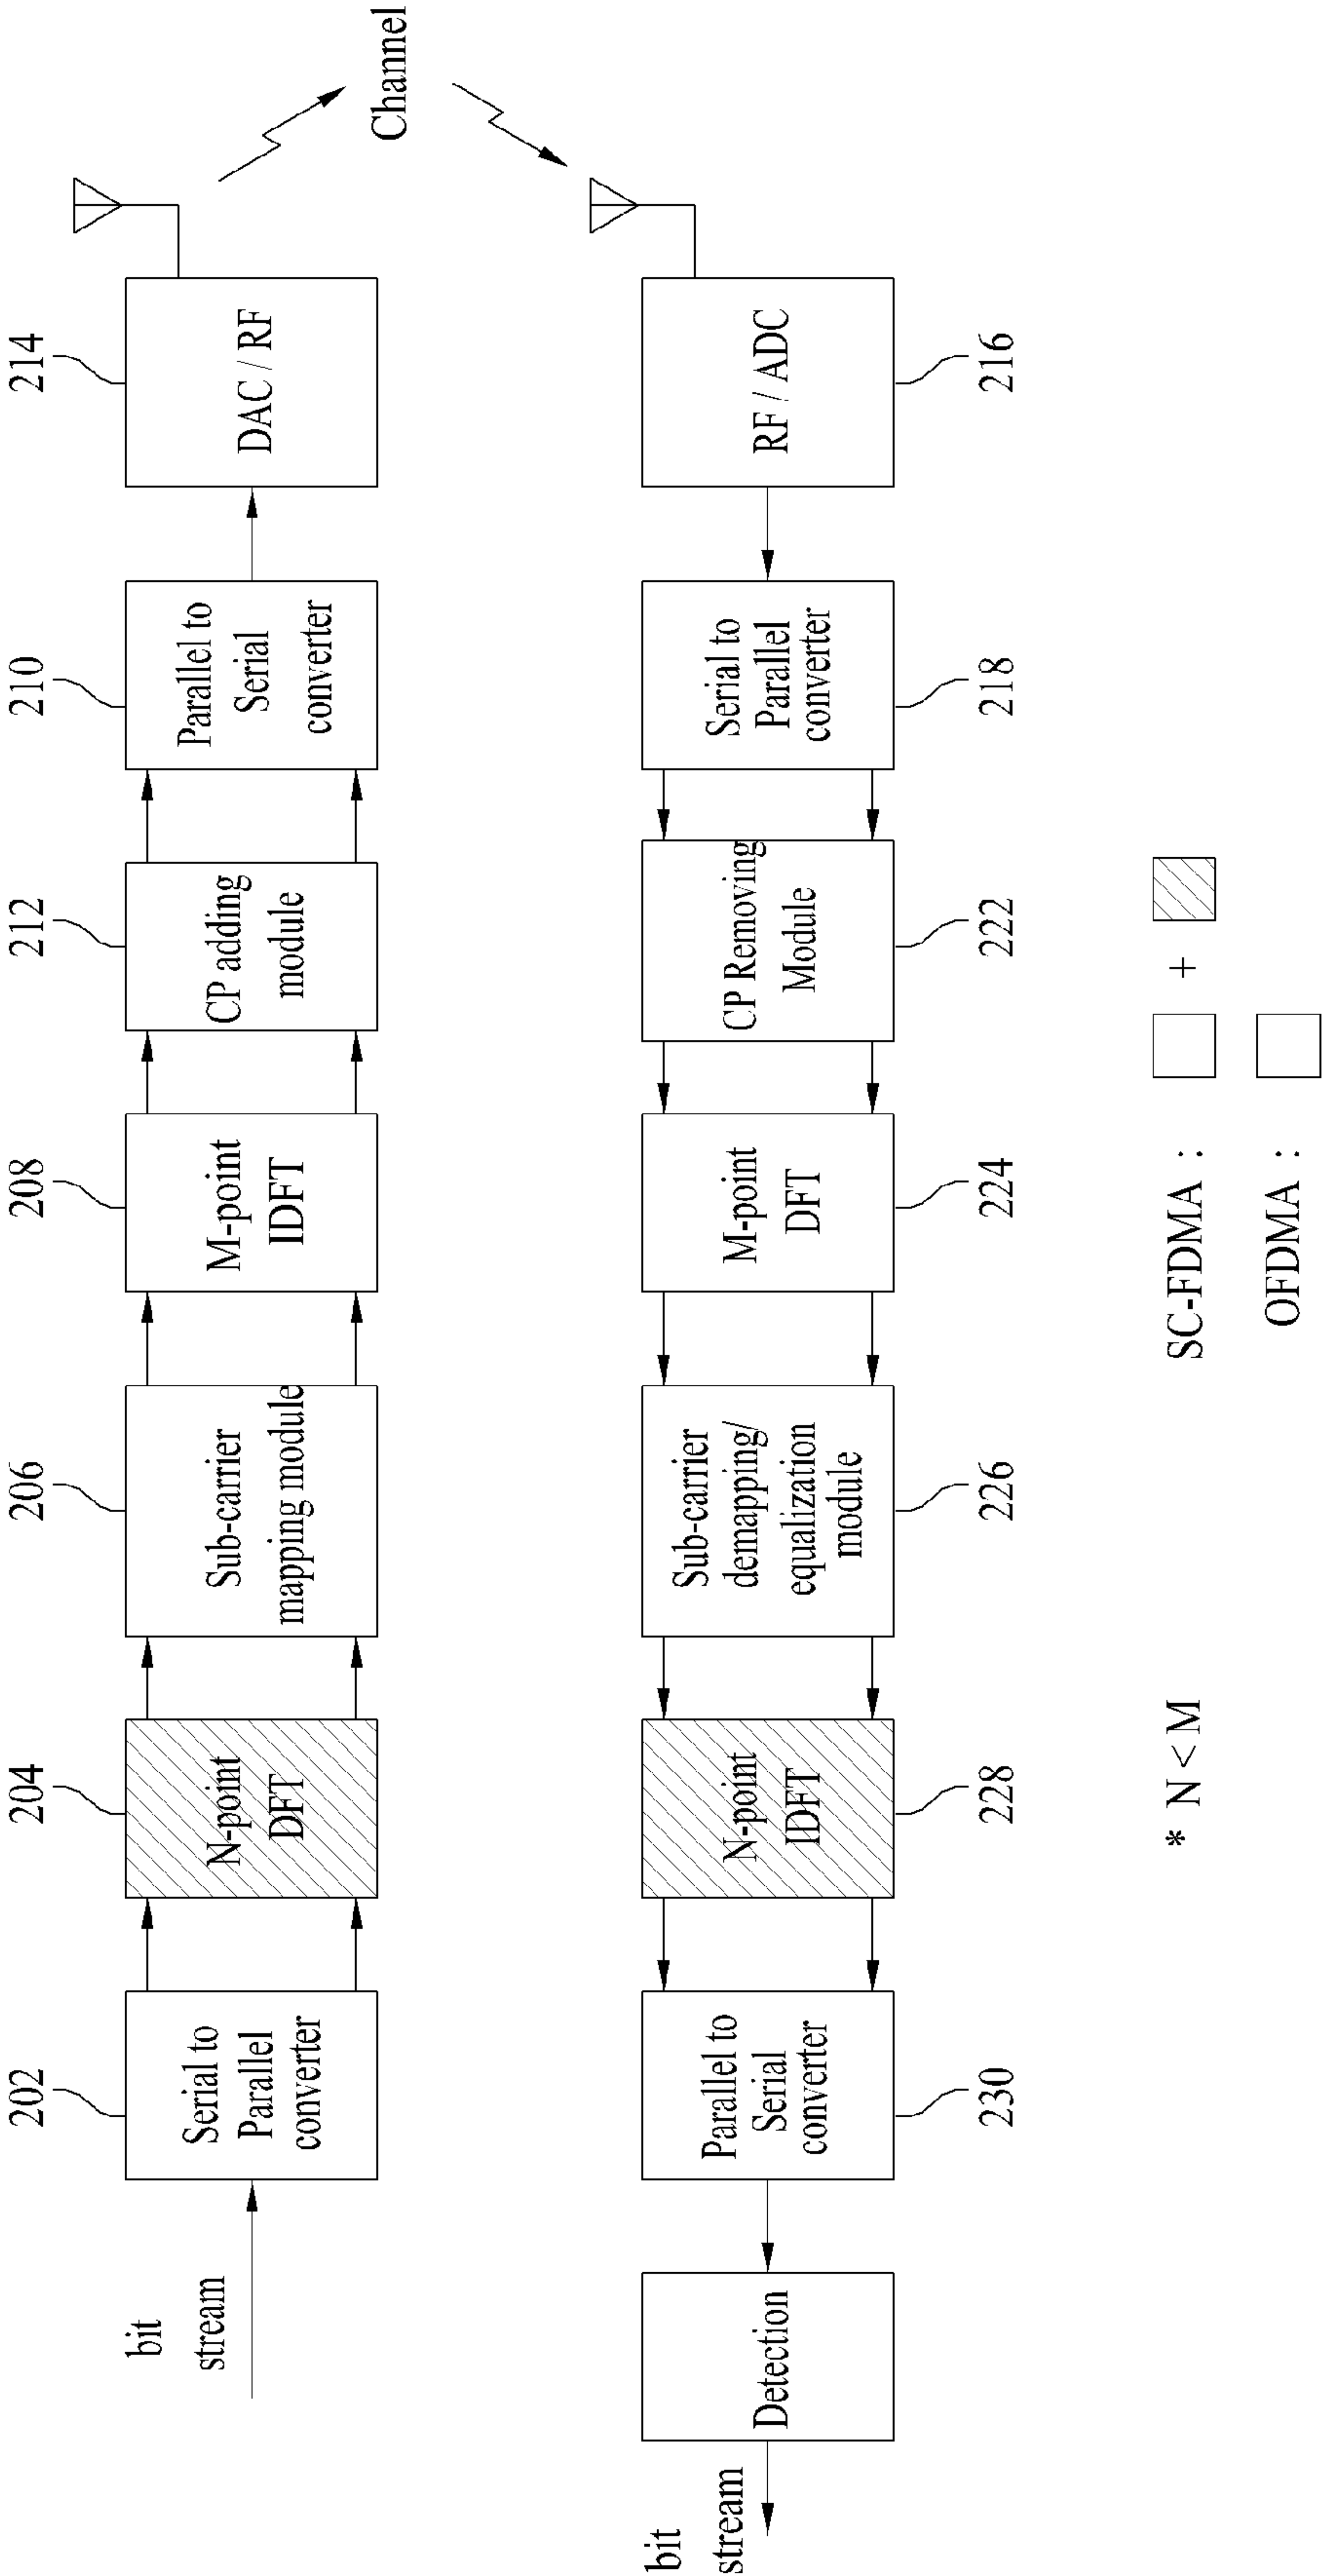 202
204
206
208
212
210
214
bit
stream
Serial to
Parallel
converter
N-point
DFT
Sub-carrier
mapping module
M-point
IDFT
CP adding
module
Parallel to
Serial
converter
DAC / RF
Channel
bit
stream
Detection
Parallel to
Serial
converter
N-point
IDFT
Sub-carrier
demapping/
equalization
module
M-point
DFT
CP Removing
Module
Serial to
Parallel
converter
RF / ADC
230
228
226
224
222
218
216
* N < M
SC-FDMA : +
OFDMA :